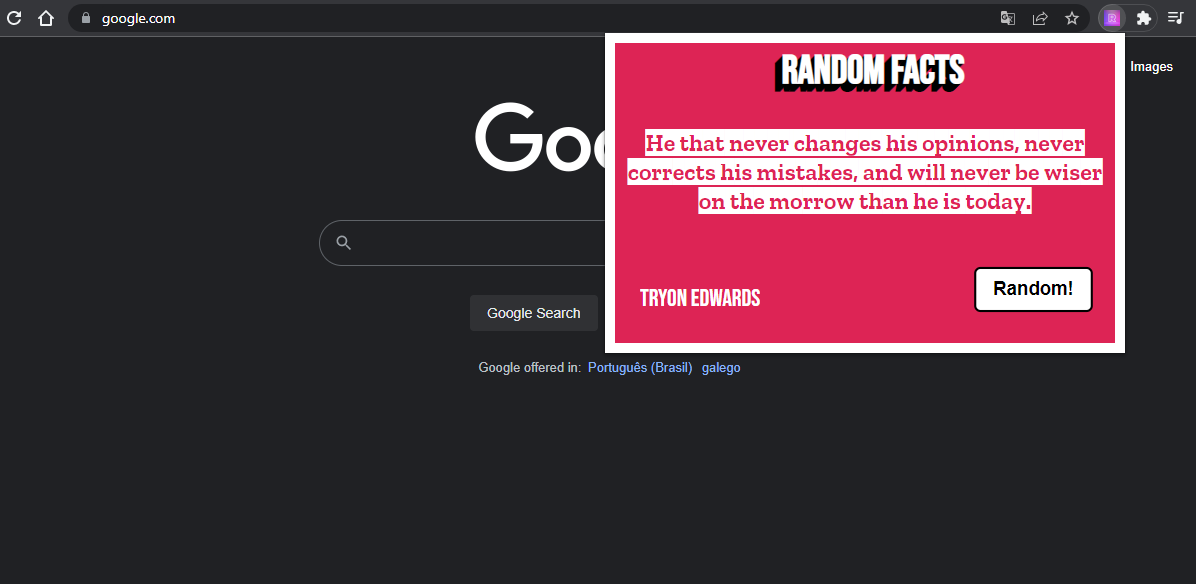 google.com
Images
RANDOM FACTS
Goo
He that never changes his opinions, never
corrects his mistakes, and will never be wiser
on the morrow than he is today.
TRYON EDWARDS
Random!
Google Search
Google offered in: Português (Brasil) galego